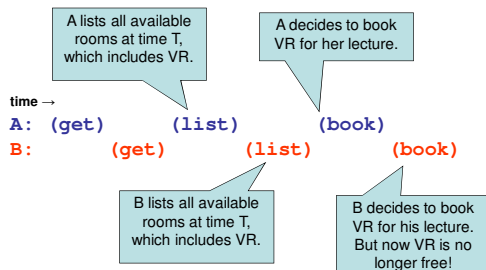 A lists all available
rooms at time T,
which includes VR.
A decides to book
VR for her lecture.
time →
A: (get) (list) (book)
B: (get) (list) (book)
B lists all available
rooms at time T,
which includes VR.
B decides to book
VR for his lecture.
But now VR is no
longer free!